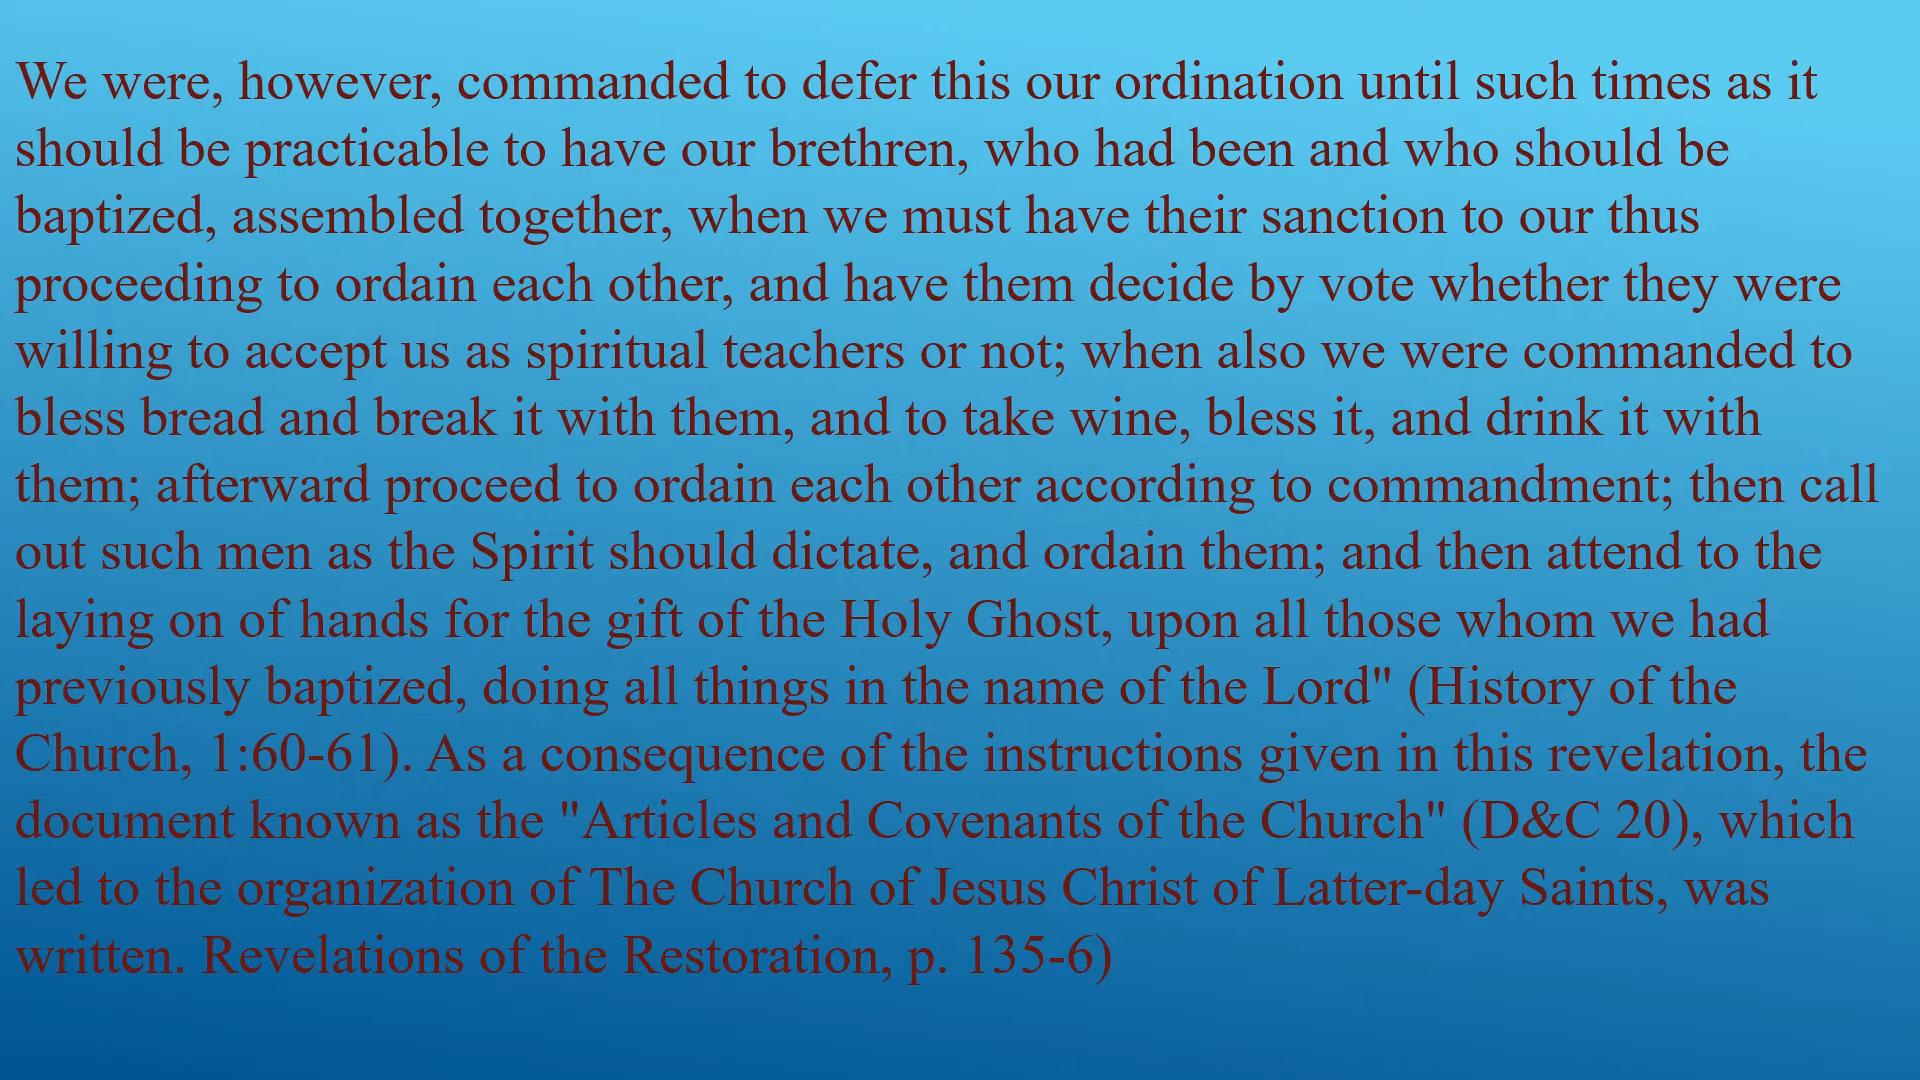 We were, however, commanded to defer this our ordination until such times as it
should be practicable to have our brethren, who had been and who should be
baptized, assembled together, when we must have their sanction to our thus
proceeding to ordain each other, and have them decide by vote whether they were
willing to accept us as spiritual teachers or not; when also we were commanded to
bless bread and break it with them, and to take wine, bless it, and drink it with
them; afterward proceed to ordain each other according to commandment; then call
out such men as the Spirit should dictate, and ordain them; and then attend to the
laying on of hands for the gift of the Holy Ghost, upon all those whom we had
previously baptized, doing all things in the name of the Lord" (History of the
Church, 1:60-61). As a consequence of the instructions given in this revelation, the
document known as the "Articles and Covenants of the Church" (D&C 20), which
led to the organization of The Church of Jesus Christ of Latter-day Saints, was
written. Revelations of the Restoration, p. 135-6)